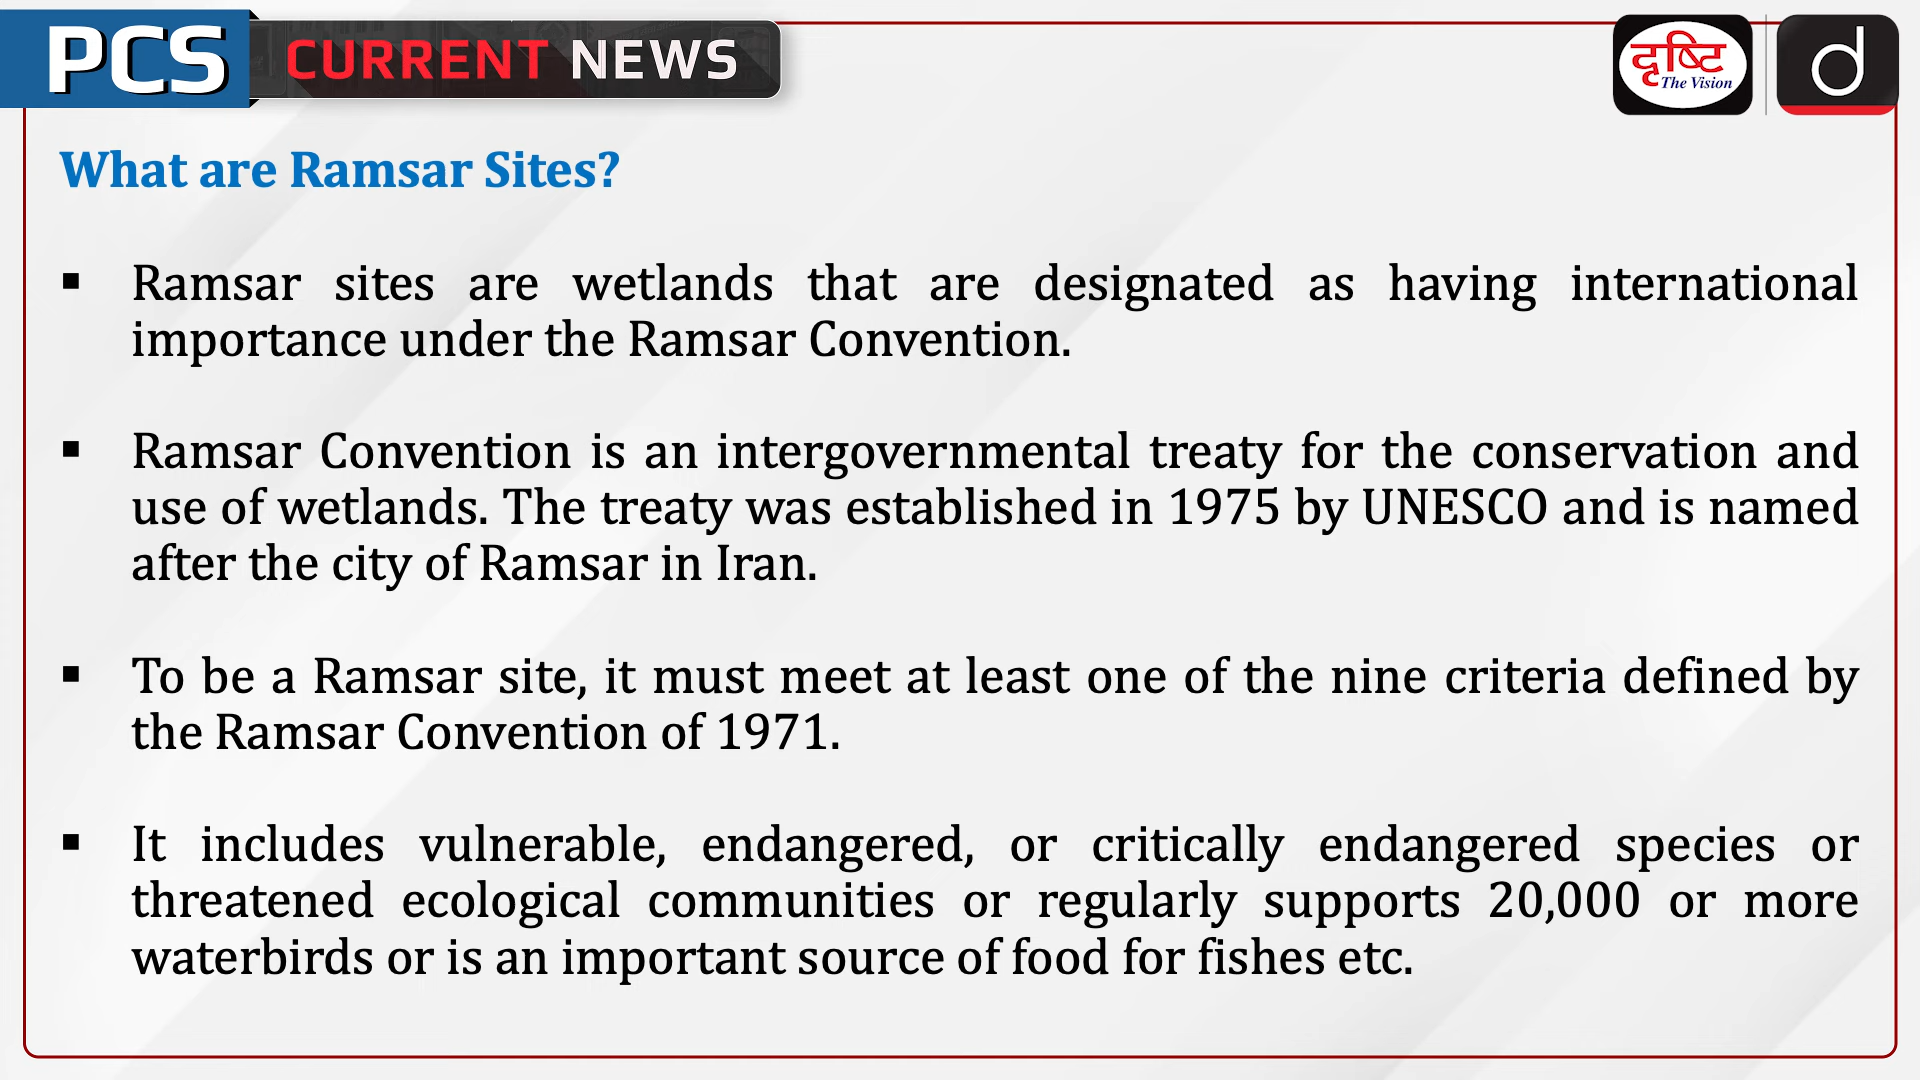 PCS CURRENT NEWS
दृष्टि
The Vision
d
What are Ramsar Sites?
▪ Ramsar sites are wetlands that are designated as having international
importance under the Ramsar Convention.
▪ Ramsar Convention is an intergovernmental treaty for the conservation and
use of wetlands. The treaty was established in 1975 by UNESCO and is named
after the city of Ramsar in Iran.
▪ To be a Ramsar site, it must meet at least one of the nine criteria defined by
the Ramsar Convention of 1971.
▪ It includes vulnerable, endangered, or critically endangered species or
threatened ecological communities or regularly supports 20,000 or more
waterbirds or is an important source of food for fishes etc.